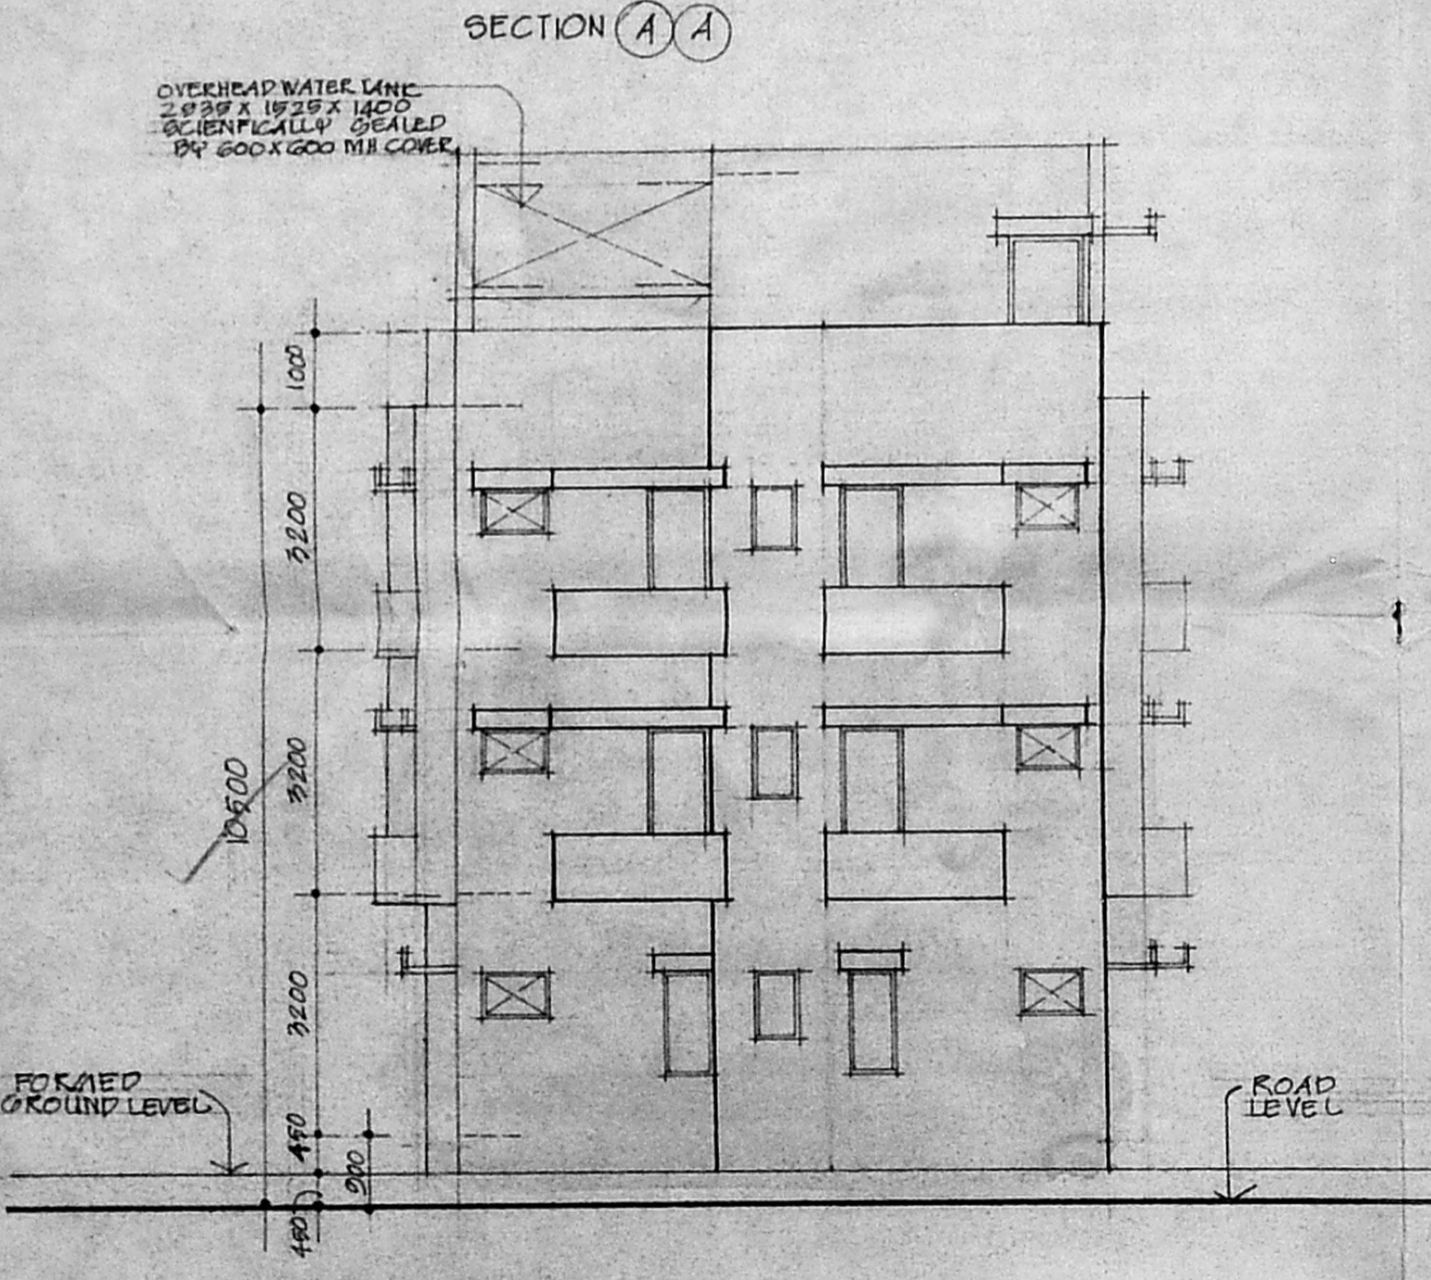 SECTION A A
OVERHEAD WATER TANK
2535 X 1525 X 1400
SCIENFICALLY SEALED
BY 600 X 600 MH COVER
1000
3200
3200
10500
3200
FORMED
GROUND LEVEL
450
900
450
ROAD
LEVEL